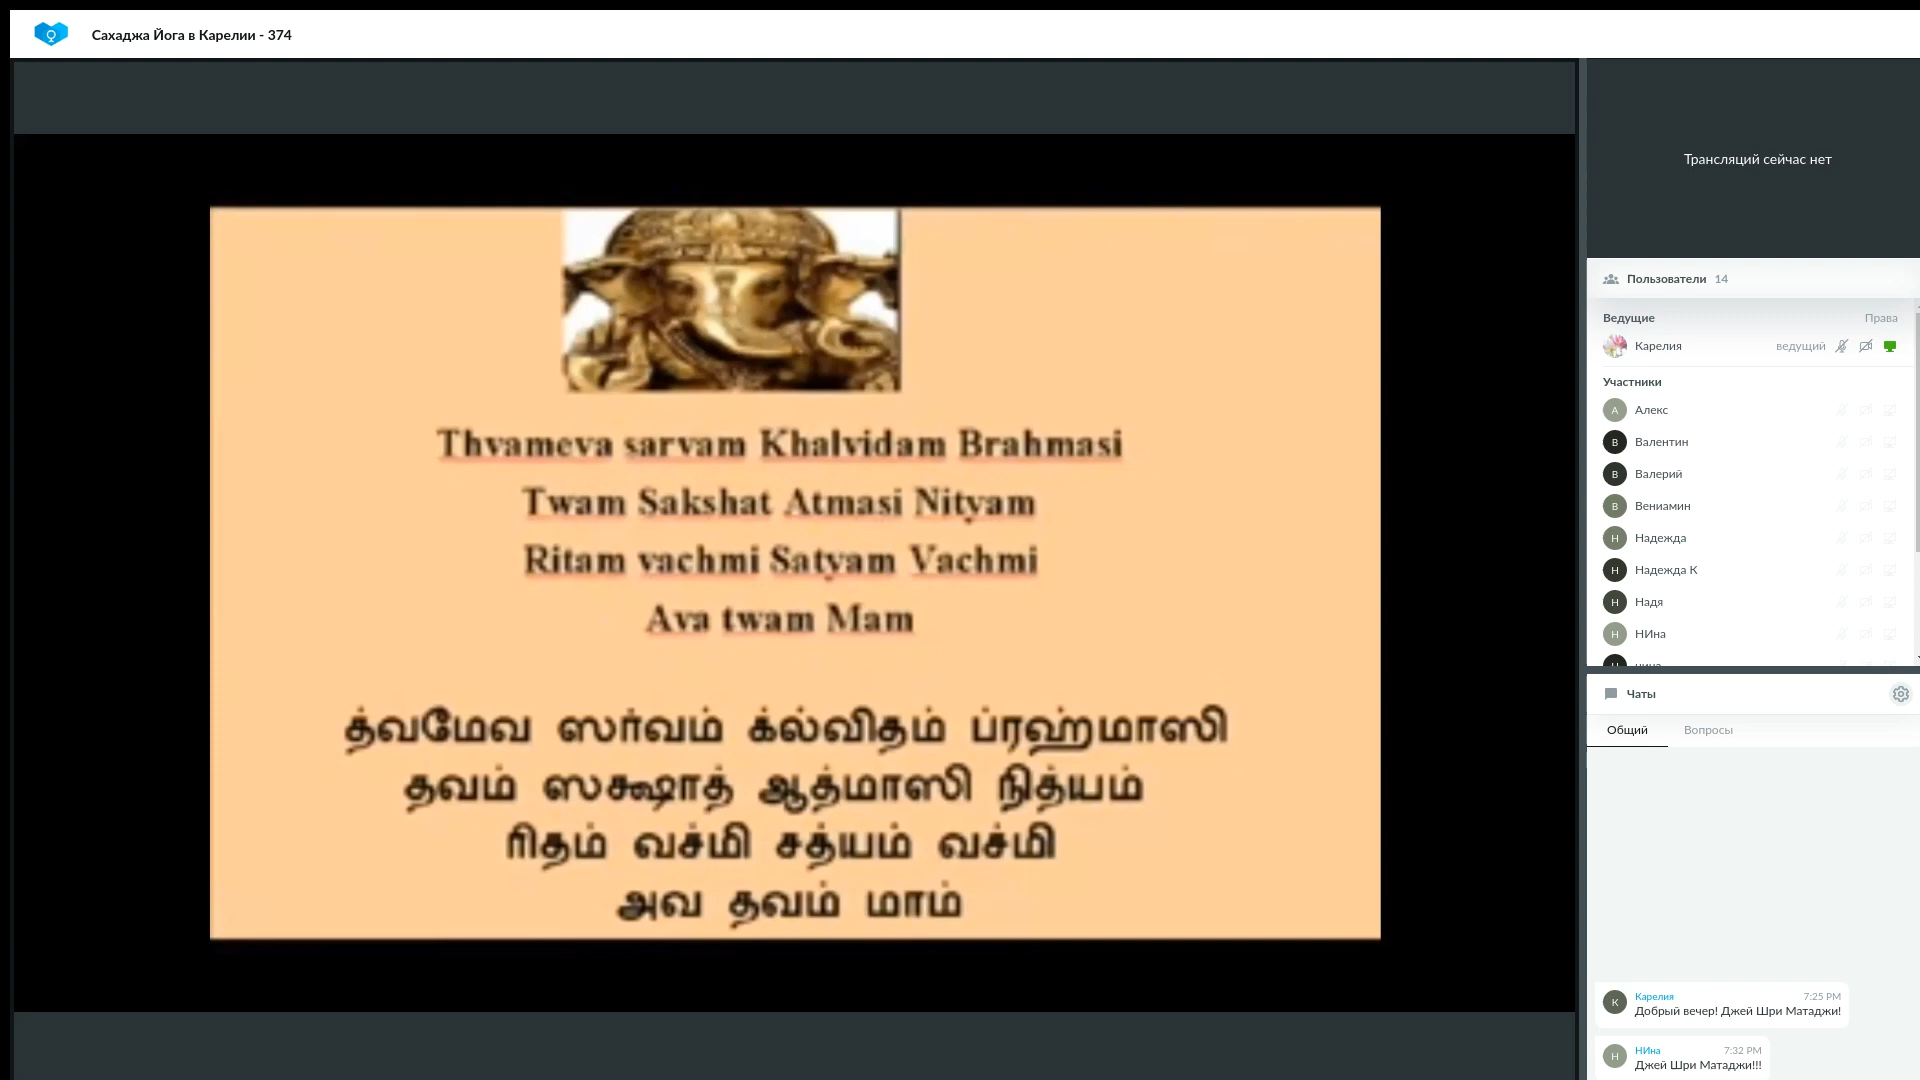 Сахаджа Йога в Карелии - 374
Thvameva sarvam Khalvidam Brahmasi
Twam Sakshat Atmasi Nityam
Ritam vachmi Satyam Vachmi
Ava twam Mam
த்வமேவ ஸர்வம் க்ல்விதம் ப்ரஹ்மாஸி
தவம் ஸக்ஷாத் ஆத்மாஸி நித்யம்
ரிதம் வச்மி சத்யம் வச்மி
அவ தவம் மாம்
Трансляций сейчас нет
Пользователи 14
Ведущие Права
Карелия ведущий
Участники
А Алекс
В Валентин
В Валерий
В Вениамин
Н Надежда
Н Надежда К
Н Надя
Н НИна
Чаты
Общий Вопросы
К Карелия 7:25 PM
Добрый вечер! Джей Шри Матаджи!
Н НИна 7:32 PM
Джей Шри Матаджи!!!